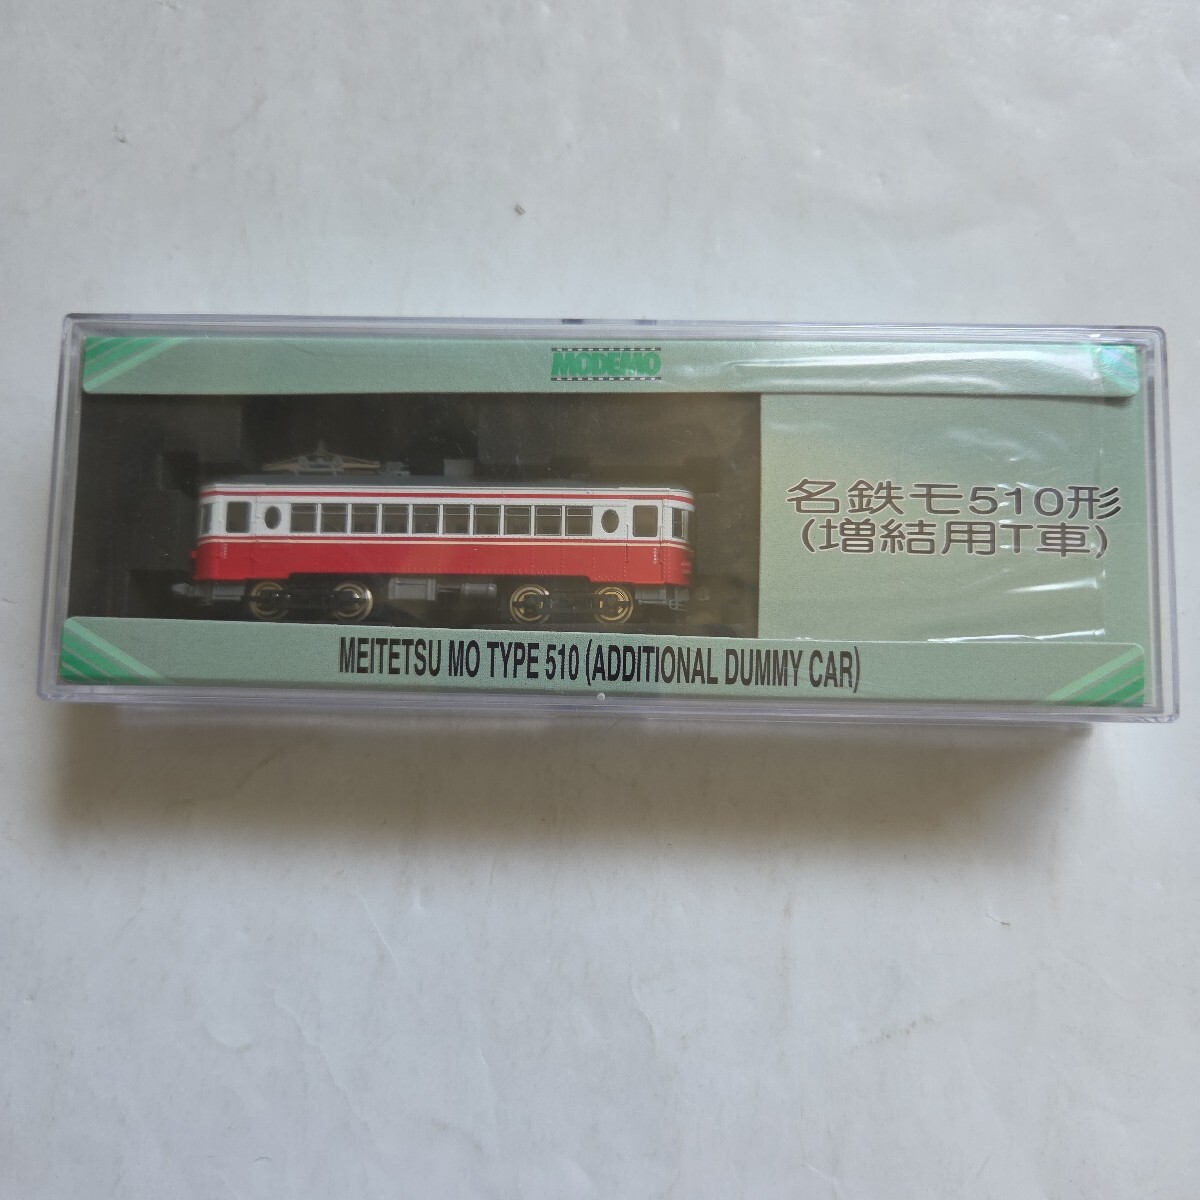 MODEMO
名鉄モ510形
(増結用T車)
MEITETSU MO TYPE 510 (ADDITIONAL DUMMY CAR)